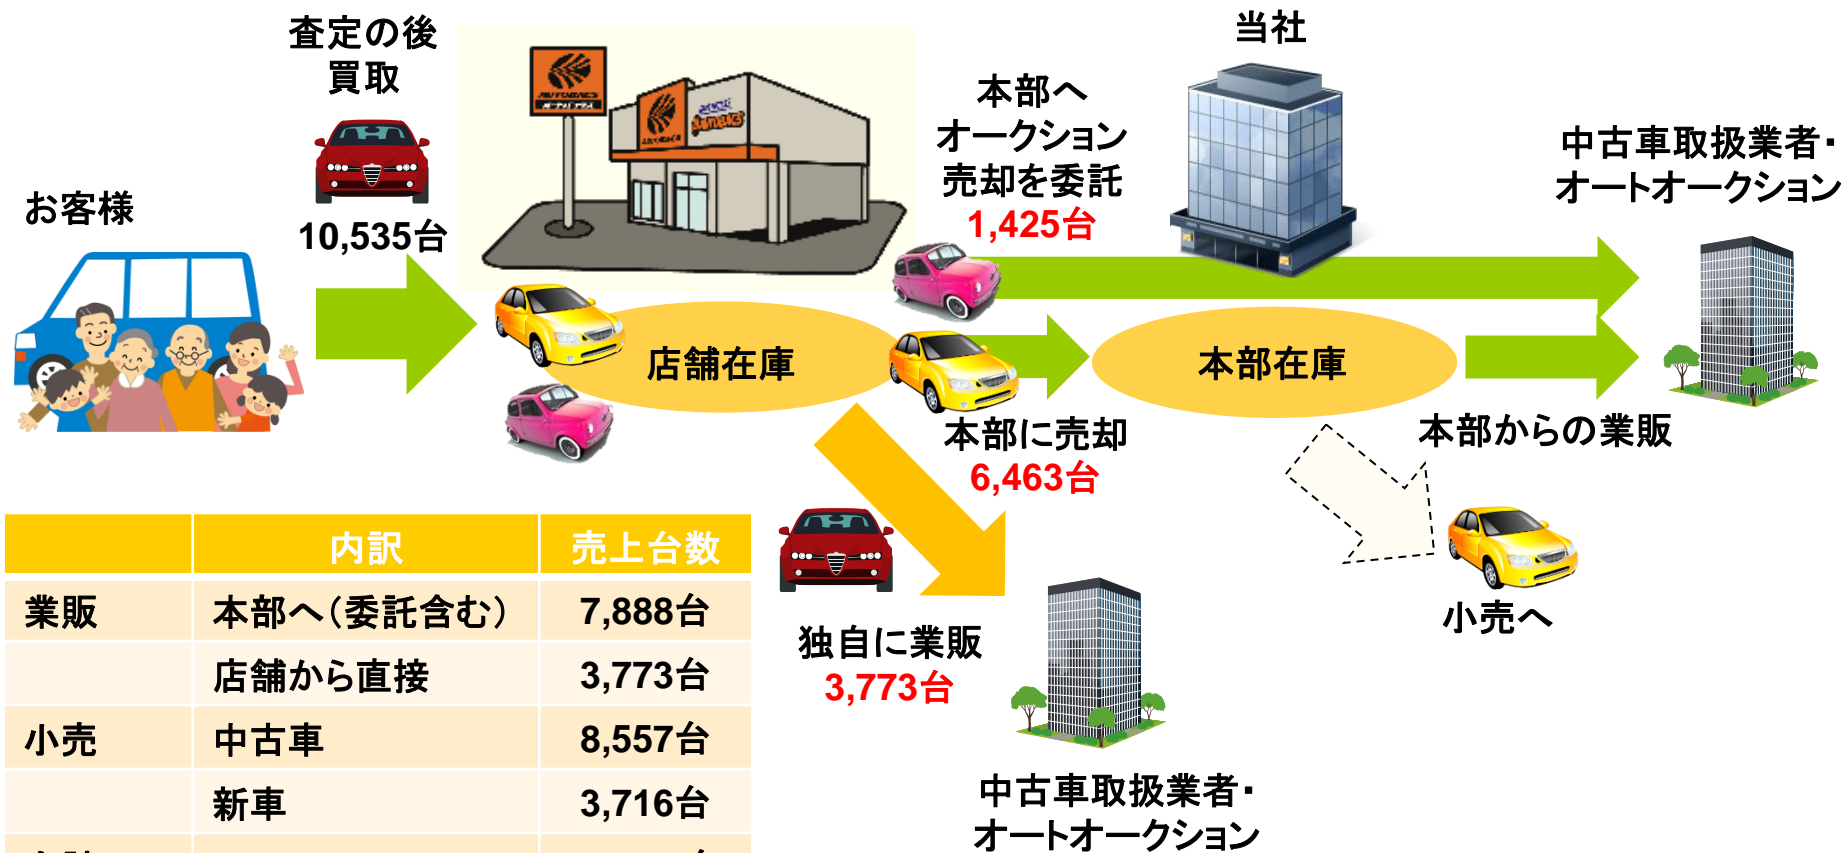 査定の後
買取
10,535台
お客様
AUTOBACS
本部へ
オークション
売却を委託
1,425台
当社
中古車取扱業者・
オートオークション
店舗在庫
本部在庫
本部に売却
6,463台
本部からの業販
小売へ
独自に業販
3,773台
中古車取扱業者・
オートオークション
内訳 売上台数
業販 本部へ（委託含む） 7,888台
店舗から直接 3,773台
小売 中古車 8,557台
新車 3,716台